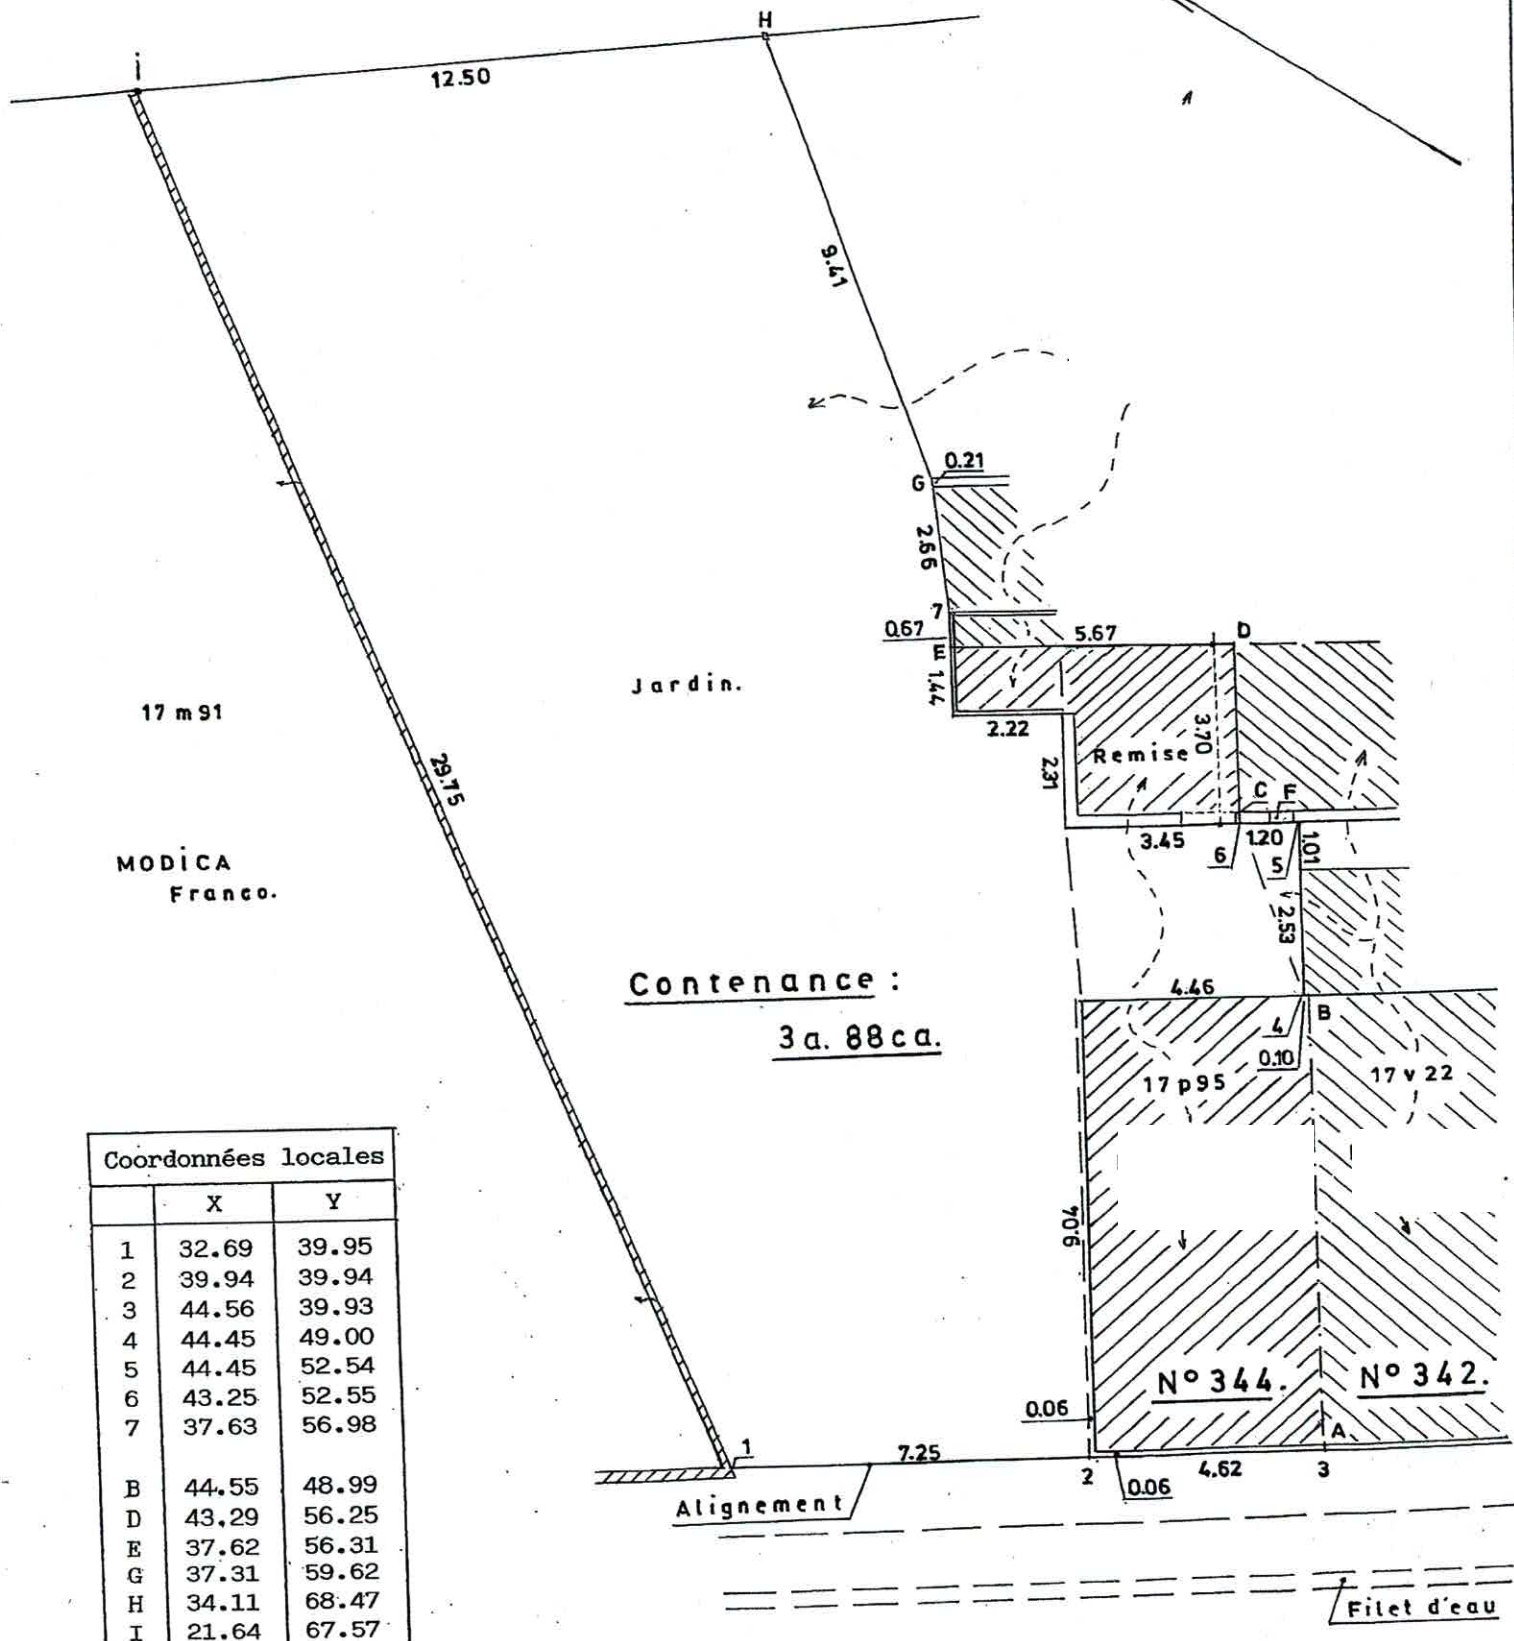 H
i
12.50
A
9.41
0.21
G
2.66
7
0.67
5.67
D
E
1.44
Jardin.
17 m 91
2.22
3.70
Remise
2.31
29.75
C F
3.45
1.20
1.01
6
5
MODiCA
Franco.
2.53
Contenance :
4.46
3 a. 88 ca.
4
B
0.10
17 p 95
17 v 22
Coordonnées locales
X Y
1 32.69 39.95
2 39.94 39.94
3 44.56 39.93
4 44.45 49.00
5 44.45 52.54
6 43.25 52.55
7 37.63 56.98
B 44.55 48.99
D 43.29 56.25
E 37.62 56.31
G 37.31 59.62
H 34.11 68.47
I 21.64 67.57
9.04
N° 344.
N° 342.
0.06
A
1
7.25
2
4.62
3
0.06
Alignement
Filet d'eau